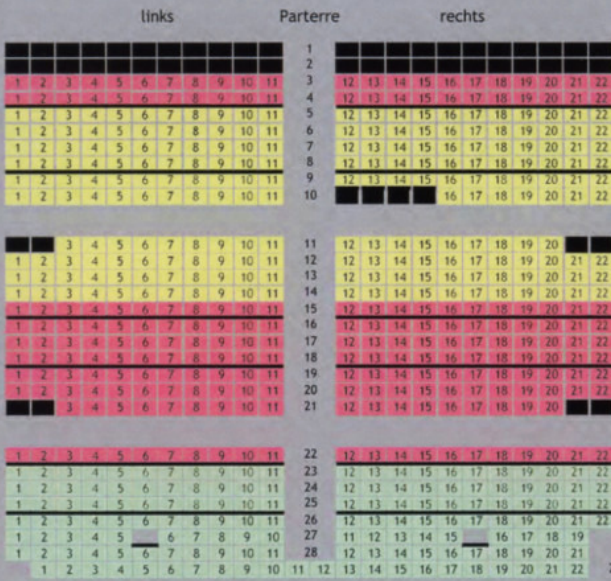 links Parterre rechts
1
2
1 2 3 4 5 6 7 8 9 10 11 3 12 13 14 15 16 17 18 19 20 21 22
1 2 3 4 5 6 7 8 9 10 11 4 12 13 14 15 16 17 18 19 20 21 22
1 2 3 4 5 6 7 8 9 10 11 5 12 13 14 15 16 17 18 19 20 21 22
1 2 3 4 5 6 7 8 9 10 11 6 12 13 14 15 16 17 18 19 20 21 22
1 2 3 4 5 6 7 8 9 10 11 7 12 13 14 15 16 17 18 19 20 21 22
1 2 3 4 5 6 7 8 9 10 11 8 12 13 14 15 16 17 18 19 20 21 22
1 2 3 4 5 6 7 8 9 10 11 9 12 13 14 15 16 17 18 19 20 21 22
1 2 3 4 5 6 7 8 9 10 11 10 16 17 18 19 20 21 22
3 4 5 6 7 8 9 10 11 11 12 13 14 15 16 17 18 19 20
1 2 3 4 5 6 7 8 9 10 11 12 12 13 14 15 16 17 18 19 20 21 22
1 2 3 4 5 6 7 8 9 10 11 13 12 13 14 15 16 17 18 19 20 21 22
1 2 3 4 5 6 7 8 9 10 11 14 12 13 14 15 16 17 18 19 20 21 22
1 2 3 4 5 6 7 8 9 10 11 15 12 13 14 15 16 17 18 19 20 21 22
1 2 3 4 5 6 7 8 9 10 11 16 12 13 14 15 16 17 18 19 20 21 22
1 2 3 4 5 6 7 8 9 10 11 17 12 13 14 15 16 17 18 19 20 21 22
1 2 3 4 5 6 7 8 9 10 11 18 12 13 14 15 16 17 18 19 20 21 22
1 2 3 4 5 6 7 8 9 10 11 19 12 13 14 15 16 17 18 19 20 21 22
1 2 3 4 5 6 7 8 9 10 11 20 12 13 14 15 16 17 18 19 20 21 22
3 4 5 6 7 8 9 10 11 21 12 13 14 15 16 17 18 19 20
1 2 3 4 5 6 7 8 9 10 11 22 12 13 14 15 16 17 18 19 20 21 22
1 2 3 4 5 6 7 8 9 10 11 23 12 13 14 15 16 17 18 19 20 21 22
1 2 3 4 5 6 7 8 9 10 11 24 12 13 14 15 16 17 18 19 20 21 22
1 2 3 4 5 6 7 8 9 10 11 25 12 13 14 15 16 17 18 19 20 21 22
1 2 3 4 5 6 7 8 9 10 11 26 12 13 14 15 16 17 18 19 20 21 22
1 2 3 4 5 6 7 8 9 10 27 11 12 13 14 15 16 17 18 19
1 2 3 4 5 6 7 8 9 10 11 28 12 13 14 15 16 17 18 19 20 21
1 2 3 4 5 6 7 8 9 10 11 12 13 14 15 16 17 18 19 20 21 22